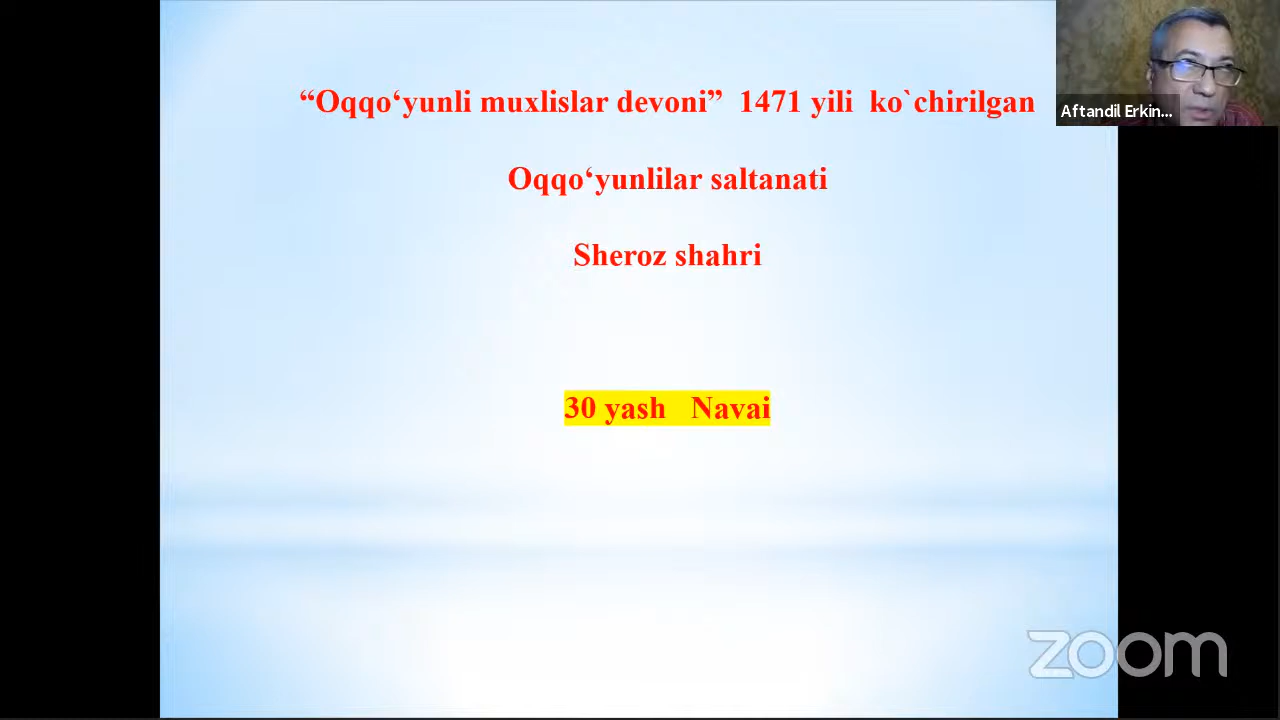 “Oqqo‘yunli muxlislar devoni” 1471 yili ko`chirilgan
Aftandil Erkin...
Oqqo‘yunlilar saltanati
Sheroz shahri
30 yash Navai
zoom